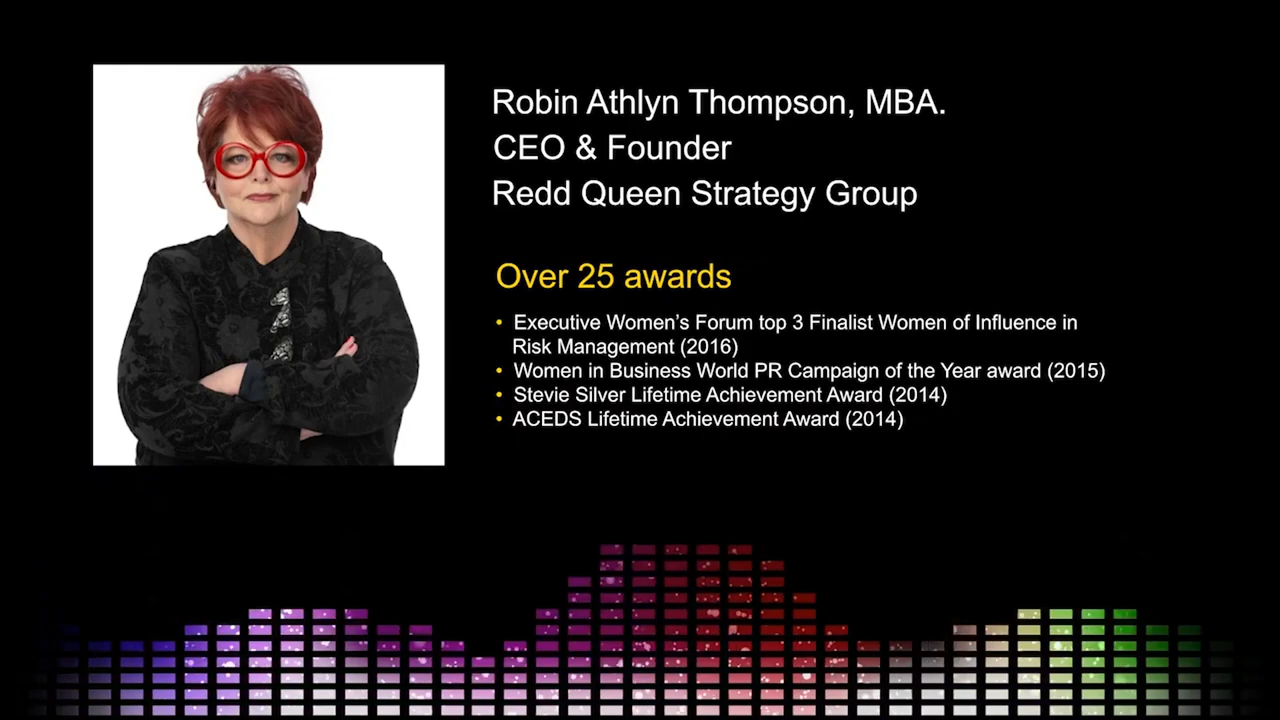 Robin Athlyn Thompson, MBA.
CEO & Founder
Redd Queen Strategy Group
Over 25 awards
• Executive Women’s Forum top 3 Finalist Women of Influence in
Risk Management (2016)
• Women in Business World PR Campaign of the Year award (2015)
• Stevie Silver Lifetime Achievement Award (2014)
• ACEDS Lifetime Achievement Award (2014)